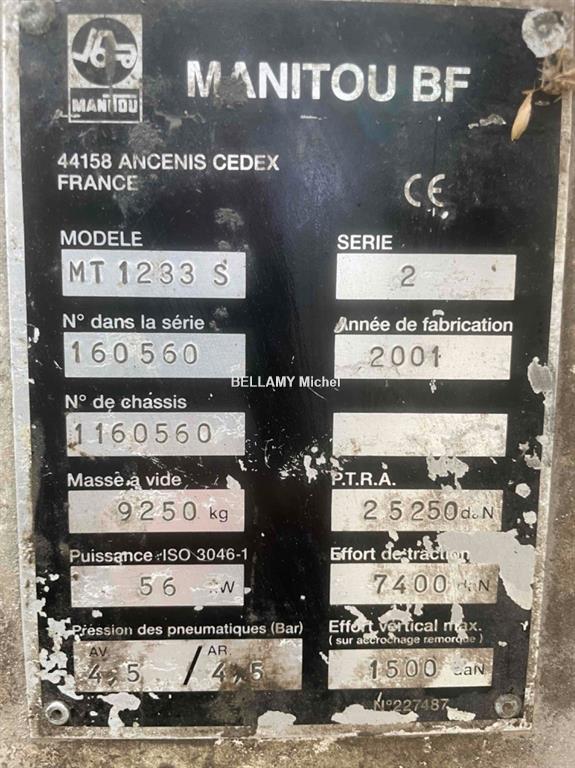 MANITOU
MANITOU BF
44158 ANCENIS CEDEX
FRANCE
CE
MODELE
SERIE
MT 1233 S
2
N° dans la série
Année de fabrication
160560
2001
BELLAMY Michel
N° de chassis
1160560
Masse à vide
P.T.R.A.
9250 kg
25250 daN
Puissance ISO 3046-1
Effort de traction
56 kW
7400 daN
Pression des pneumatiques (Bar)
Effort vertical max.
(sur accrochage remorque)
AV
AR
4,5 / 4,5
1500 daN
N°227487